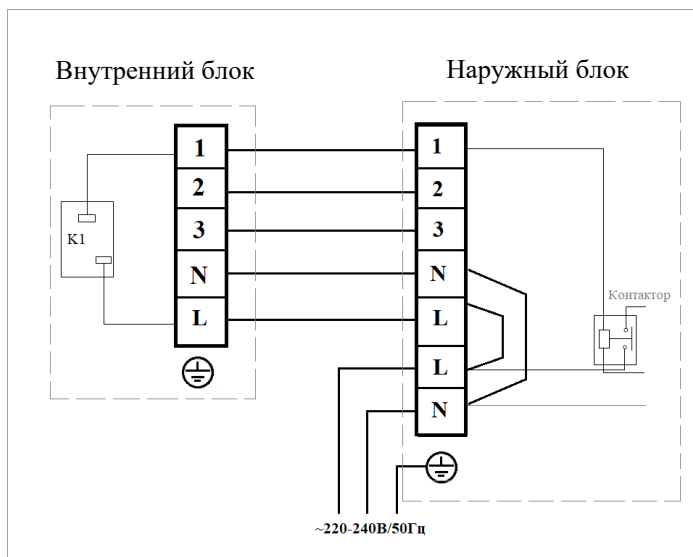 Внутренний блок
Наружный блок
1
2
3
N
L
K1
1
2
3
N
L
L
N
Контактор
~220-240В/50Гц